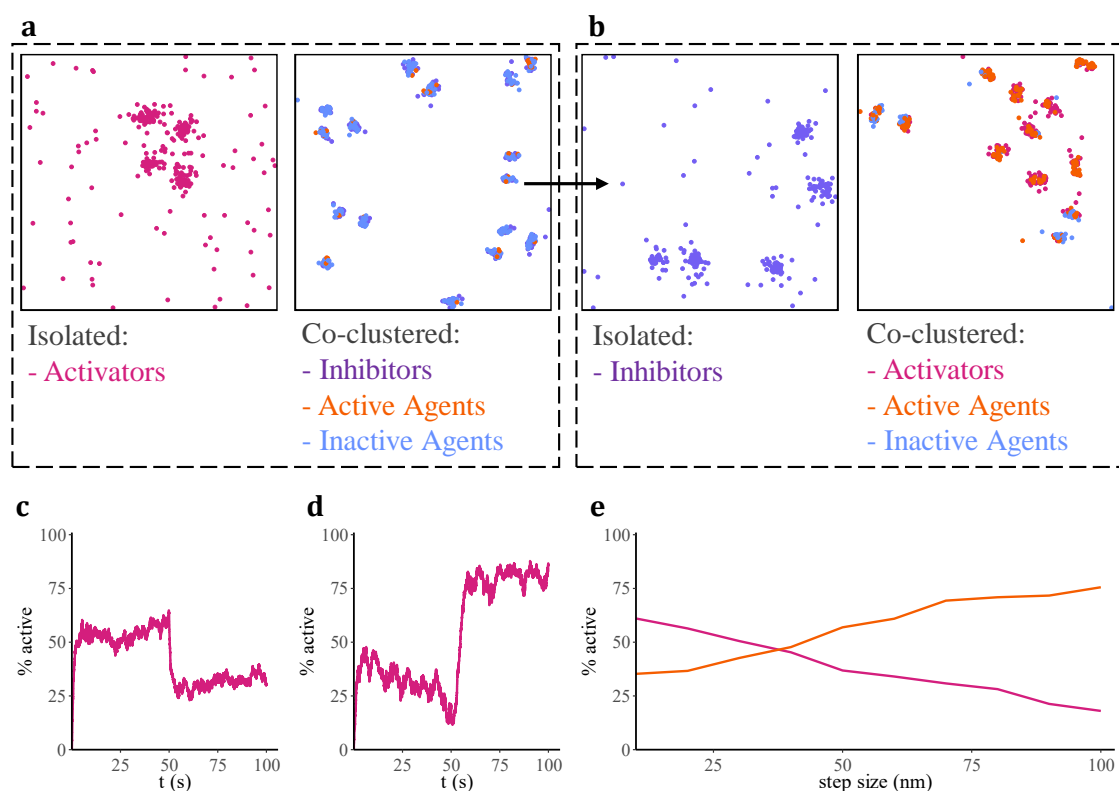 a
b
Isolated:
- Activators
Co-clustered:
- Inhibitors
- Active Agents
- Inactive Agents
Isolated:
- Inhibitors
Co-clustered:
- Activators
- Active Agents
- Inactive Agents
c
100
75
50
25
0
% active
25
50
75
100
t (s)
d
100
75
50
25
0
% active
25
50
75
100
t (s)
e
100
75
50
25
0
% active
25
50
75
100
step size (nm)